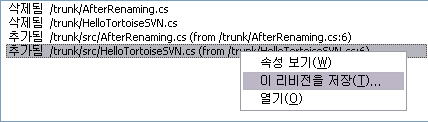 삭제됨 /trunk/AfterRenaming.cs
삭제됨 /trunk/HelloTortoiseSVN.cs
추가됨 /trunk/src/AfterRenaming.cs (from /trunk/AfterRenaming.cs:6)
추가됨 /trunk/src/HelloTortoiseSVN.cs (from /trunk/HelloTortoiseSVN.cs:6)
속성 보기(W)
이 리비전을 저장(T)...
열기(O)